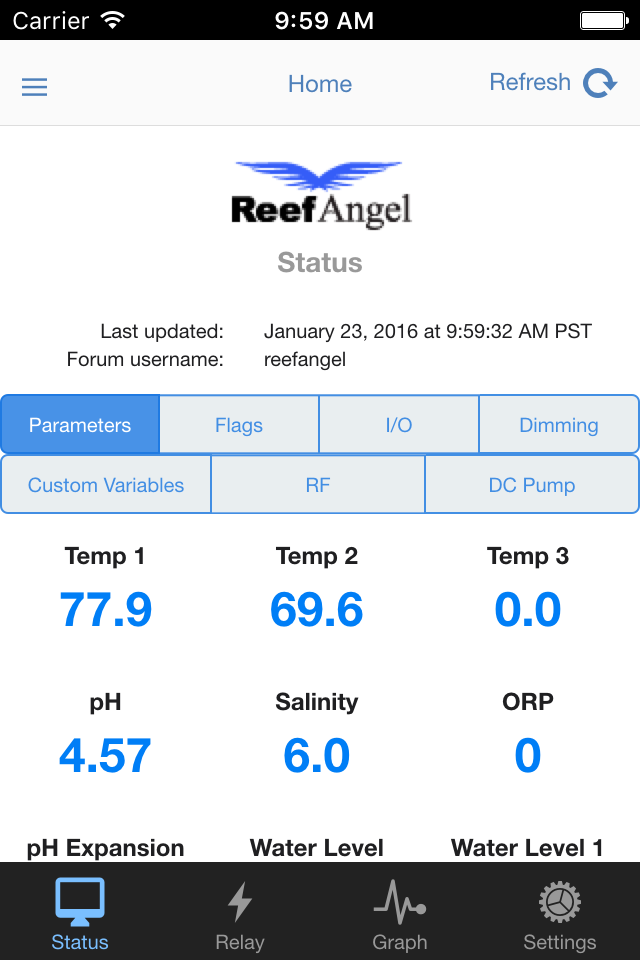 Carrier 9:59 AM
Home Refresh
ReefAngel
Status
Last updated: January 23, 2016 at 9:59:32 AM PST
Forum username: reefangel
Parameters Flags I/O Dimming
Custom Variables RF DC Pump
Temp 1 Temp 2 Temp 3
77.9 69.6 0.0
pH Salinity ORP
4.57 6.0 0
pH Expansion Water Level Water Level 1
Status Relay Graph Settings